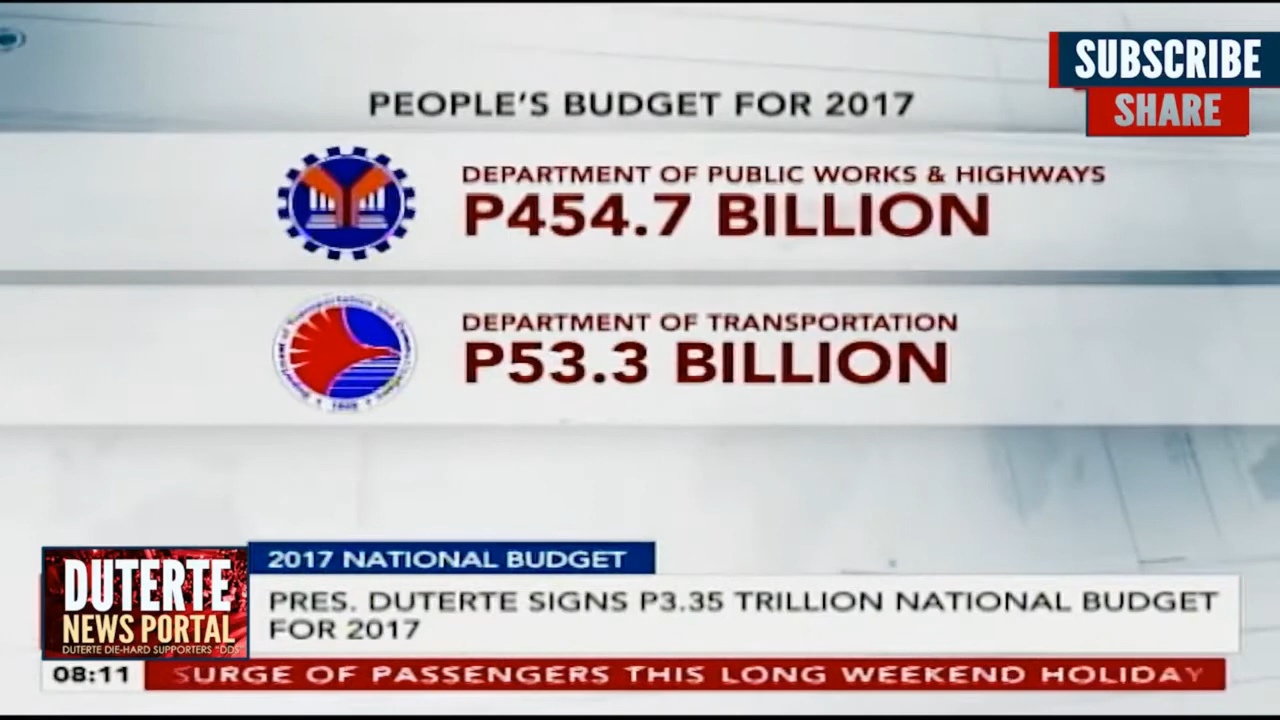 SUBSCRIBE
SHARE
PEOPLE'S BUDGET FOR 2017
DEPARTMENT OF PUBLIC WORKS & HIGHWAYS
P454.7 BILLION
DEPARTMENT OF TRANSPORTATION
P53.3 BILLION
2017 NATIONAL BUDGET
PRES. DUTERTE SIGNS P3.35 TRILLION NATIONAL BUDGET
FOR 2017
DUTERTE
NEWS PORTAL
DUTERTE DIE-HARD SUPPORTERS "DDS"
08:11
SURGE OF PASSENGERS THIS LONG WEEKEND HOLIDAY